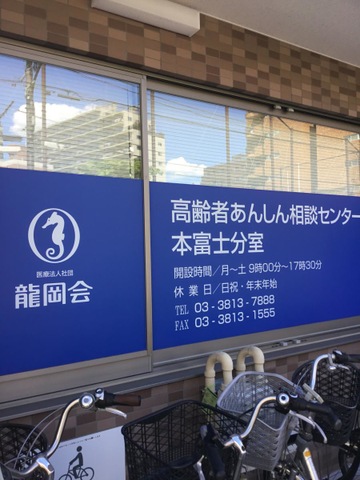 医療法人社団
龍岡会
高齢者あんしん相談センター
本富士分室
開設時間／月～土 9時00分～17時30分
休 業 日／日祝・年末年始
TEL 03 - 3813 - 7888
FAX 03 - 3813 - 1555